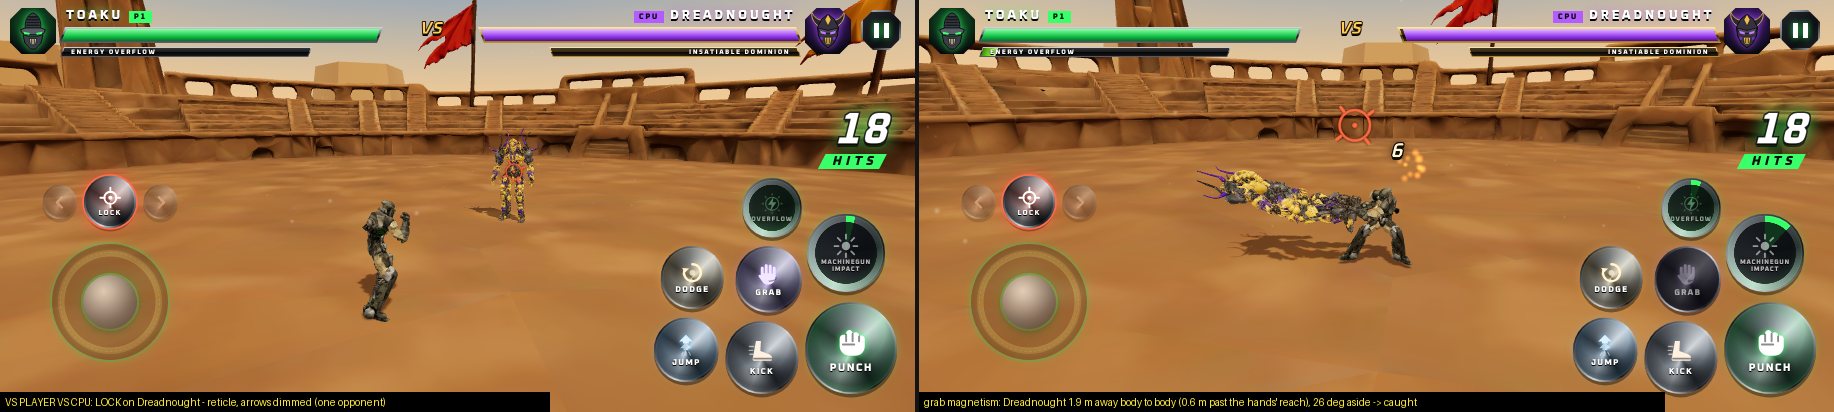 TOAKU P1
VS
CPU DREADNOUGHT
ENERGY OVERFLOW
INSATIABLE DOMINION
18
HITS
LOCK
OVERFLOW
MACHINEGUN
IMPACT
DODGE
GRAB
JUMP
KICK
PUNCH
VS PLAYER VS CPU: LOCK on Dreadnought - reticle, arrows dimmed (one opponent)
TOAKU P1
VS
CPU DREADNOUGHT
ENERGY OVERFLOW
INSATIABLE DOMINION
18
HITS
6
LOCK
OVERFLOW
MACHINEGUN
IMPACT
DODGE
GRAB
JUMP
KICK
PUNCH
grab magnetism: Dreadnought 1.9 m away body to body (0.6 m past the hands' reach), 26 deg aside -> caught